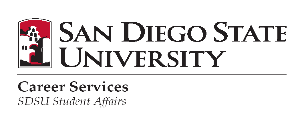 SAN DIEGO STATE
UNIVERSITY
Career Services
SDSU Student Affairs